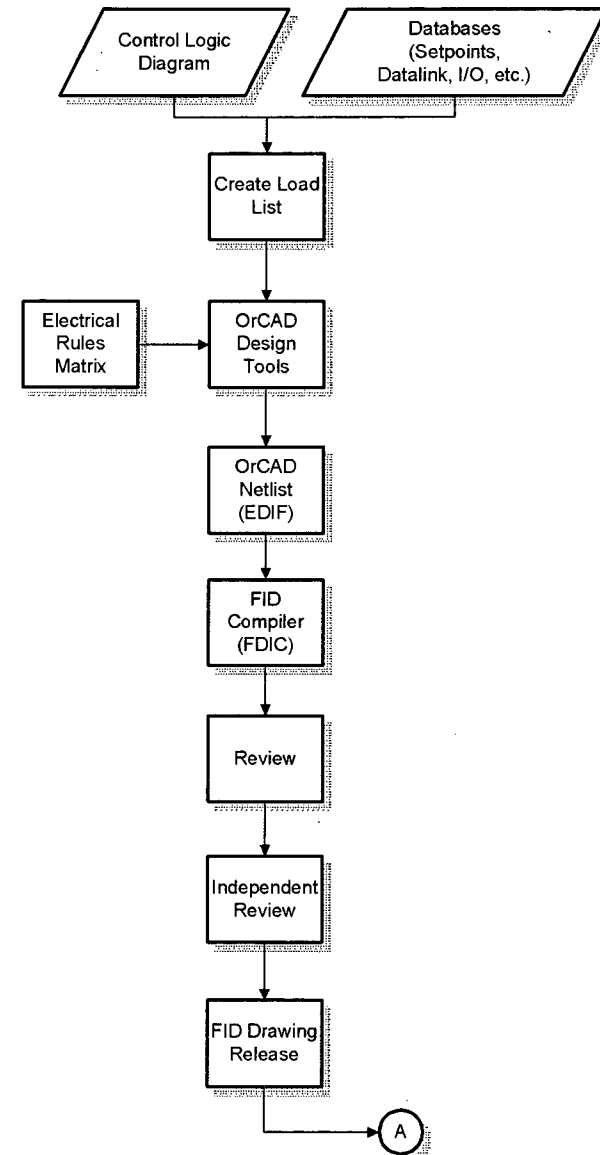 Control Logic
Diagram
Databases
(Setpoints,
Datalink, I/O, etc.)
Create Load
List
Electrical
Rules
Matrix
OrCAD
Design
Tools
OrCAD
Netlist
(EDIF)
FID
Compiler
(FDIC)
Review
Independent
Review
FID Drawing
Release
A